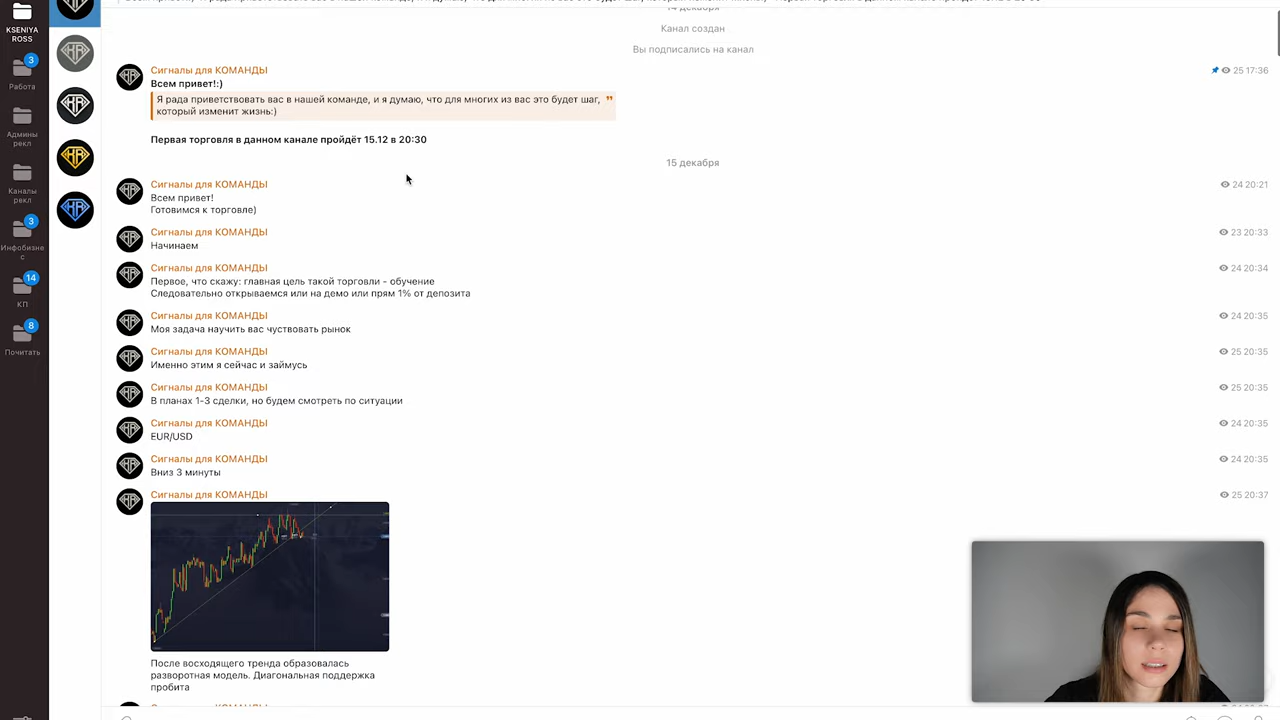 14 декабря
Канал создан
Вы подписались на канал
KSENIYA
ROSS
3
Работа
Админы
рекл
Каналы
рекл
3
Инфобизне
с
14
КП
8
Почитать
Сигналы для КОМАНДЫ
25 17:36
Всем привет!:)
Я рада приветствовать вас в нашей команде, и я думаю, что для многих из вас это будет шаг,
который изменит жизнь:)
Первая торговля в данном канале пройдёт 15.12 в 20:30
15 декабря
Сигналы для КОМАНДЫ
24 20:21
Всем привет!
Готовимся к торговле)
Сигналы для КОМАНДЫ
23 20:33
Начинаем
Сигналы для КОМАНДЫ
24 20:34
Первое, что скажу: главная цель такой торговли - обучение
Следовательно открываемся или на демо или прям 1% от депозита
Сигналы для КОМАНДЫ
24 20:35
Моя задача научить вас чуствовать рынок
Сигналы для КОМАНДЫ
25 20:35
Именно этим я сейчас и займусь
Сигналы для КОМАНДЫ
25 20:35
В планах 1-3 сделки, но будем смотреть по ситуации
Сигналы для КОМАНДЫ
24 20:35
EUR/USD
Сигналы для КОМАНДЫ
24 20:35
Вниз 3 минуты
Сигналы для КОМАНДЫ
25 20:37
После восходящего тренда образовалась
разворотная модель. Диагональная поддержка
пробита